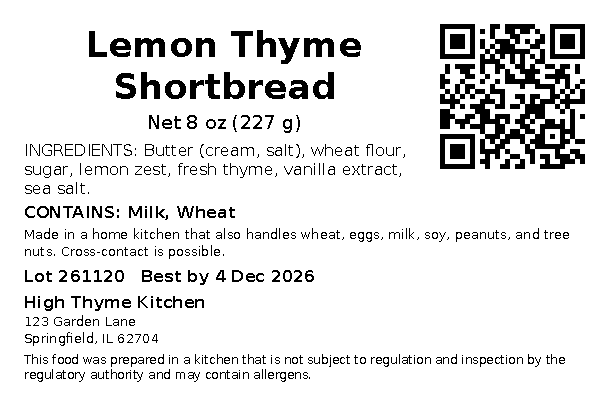 Lemon Thyme
Shortbread
Net 8 oz (227 g)
INGREDIENTS: Butter (cream, salt), wheat flour,
sugar, lemon zest, fresh thyme, vanilla extract,
sea salt.
CONTAINS: Milk, Wheat
Made in a home kitchen that also handles wheat, eggs, milk, soy, peanuts, and tree
nuts. Cross-contact is possible.
Lot 261120 Best by 4 Dec 2026
High Thyme Kitchen
123 Garden Lane
Springfield, IL 62704
This food was prepared in a kitchen that is not subject to regulation and inspection by the
regulatory authority and may contain allergens.